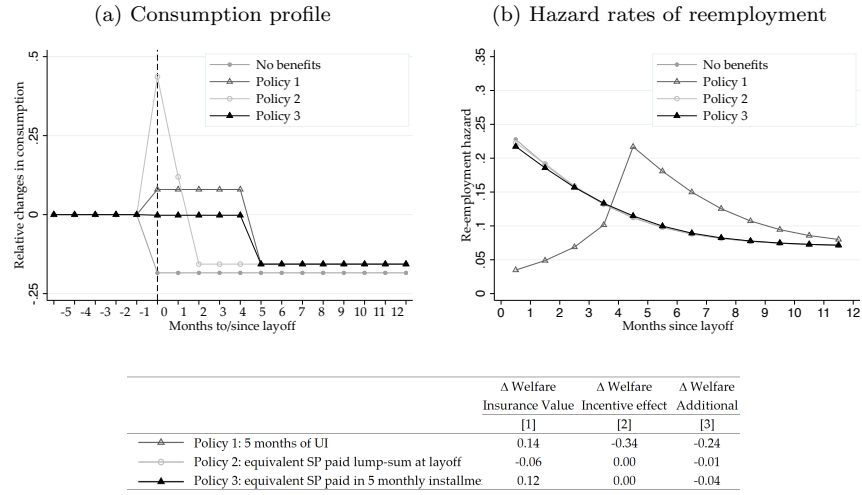 (a) Consumption profile
.5
.25
0
-.25
Relative changes in consumption
No benefits
Policy 1
Policy 2
Policy 3
-5 -4 -3 -2 -1 0 1 2 3 4 5 6 7 8 9 10 11 12
Months to/since layoff
(b) Hazard rates of reemployment
.35
.3
.25
.2
.15
.1
.05
0
Re-employment hazard
No benefits
Policy 1
Policy 2
Policy 3
0 1 2 3 4 5 6 7 8 9 10 11 12
Months since layoff
Δ Welfare Δ Welfare Δ Welfare
Insurance Value Incentive effect Additional
[1] [2] [3]
Policy 1: 5 months of UI 0.14 -0.34 -0.24
Policy 2: equivalent SP paid lump-sum at layoff -0.06 0.00 -0.01
Policy 3: equivalent SP paid in 5 monthly installme 0.12 0.00 -0.04